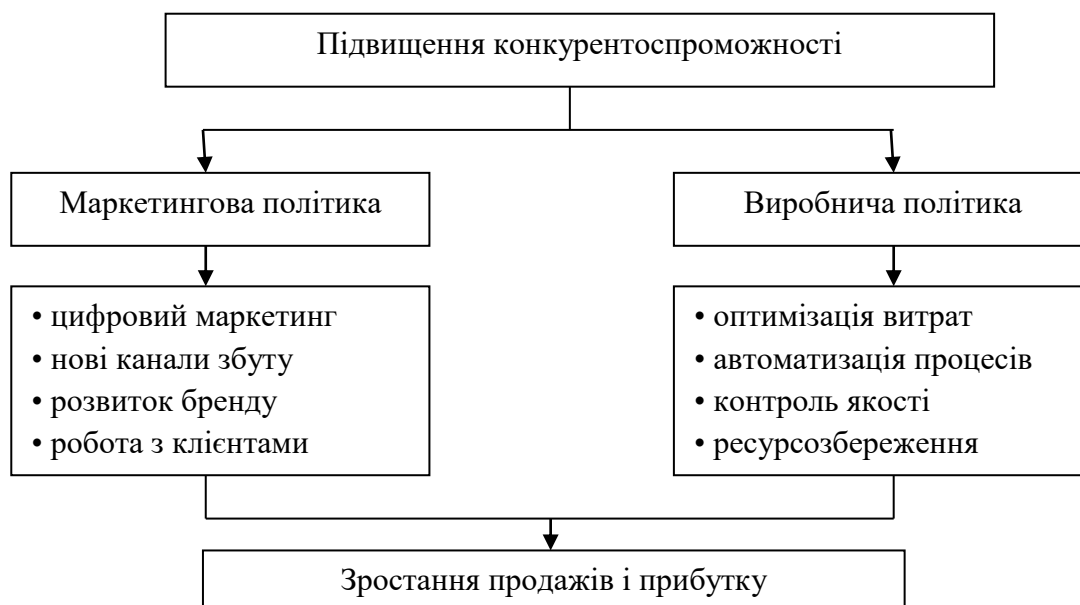 Підвищення конкурентоспроможності
Маркетингова політика
• цифровий маркетинг
• нові канали збуту
• розвиток бренду
• робота з клієнтами
Виробнича політика
• оптимізація витрат
• автоматизація процесів
• контроль якості
• ресурсозбереження
Зростання продажів і прибутку